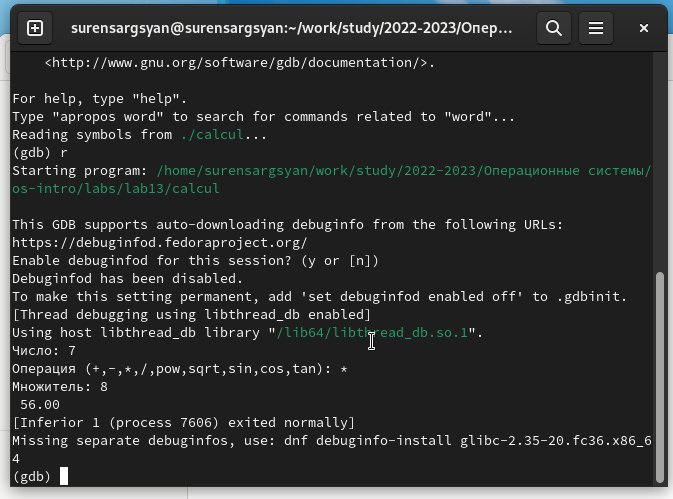 surensargsyan@surensargsyan:~/work/study/2022-2023/Опер...
<http://www.gnu.org/software/gdb/documentation/>.
For help, type "help".
Type "apropos word" to search for commands related to "word"...
Reading symbols from ./calcul...
(gdb) r
Starting program: /home/surensargsyan/work/study/2022-2023/Операционные системы/
os-intro/labs/lab13/calcul
This GDB supports auto-downloading debuginfo from the following URLs:
https://debuginfod.fedoraproject.org/
Enable debuginfod for this session? (y or [n])
Debuginfod has been disabled.
To make this setting permanent, add 'set debuginfod enabled off' to .gdbinit.
[Thread debugging using libthread_db enabled]
Using host libthread_db library "/lib64/libthread_db.so.1".
Число: 7
Операция (+,-,*,/,pow,sqrt,sin,cos,tan): *
Множитель: 8
56.00
[Inferior 1 (process 7606) exited normally]
Missing separate debuginfos, use: dnf debuginfo-install glibc-2.35-20.fc36.x86_6
4
(gdb)